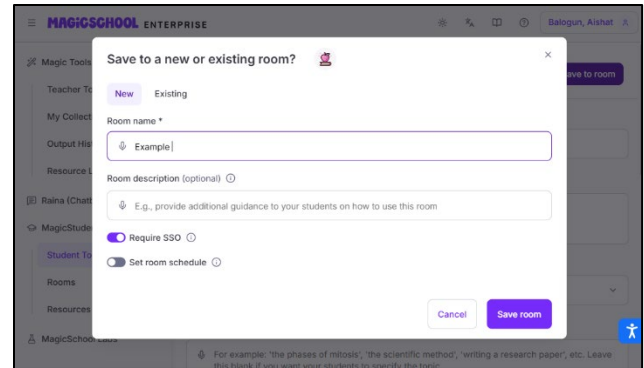 MAGICSCHOOL ENTERPRISE
Balogun, Aishat
Magic Tools
Teacher To
My Collect
Output His
Resource L
Raina (Chatt
MagicStude
Student To
Rooms
Resources
MagicSchool Labs
ave to room
Save to a new or existing room?
New Existing
Room name *
Example
Room description (optional)
E.g., provide additional guidance to your students on how to use this room
Require SSO
Set room schedule
Cancel Save room
For example: 'the phases of mitosis', 'the scientific method', 'writing a research paper', etc. Leave
this blank if you want your students to specify the topic.